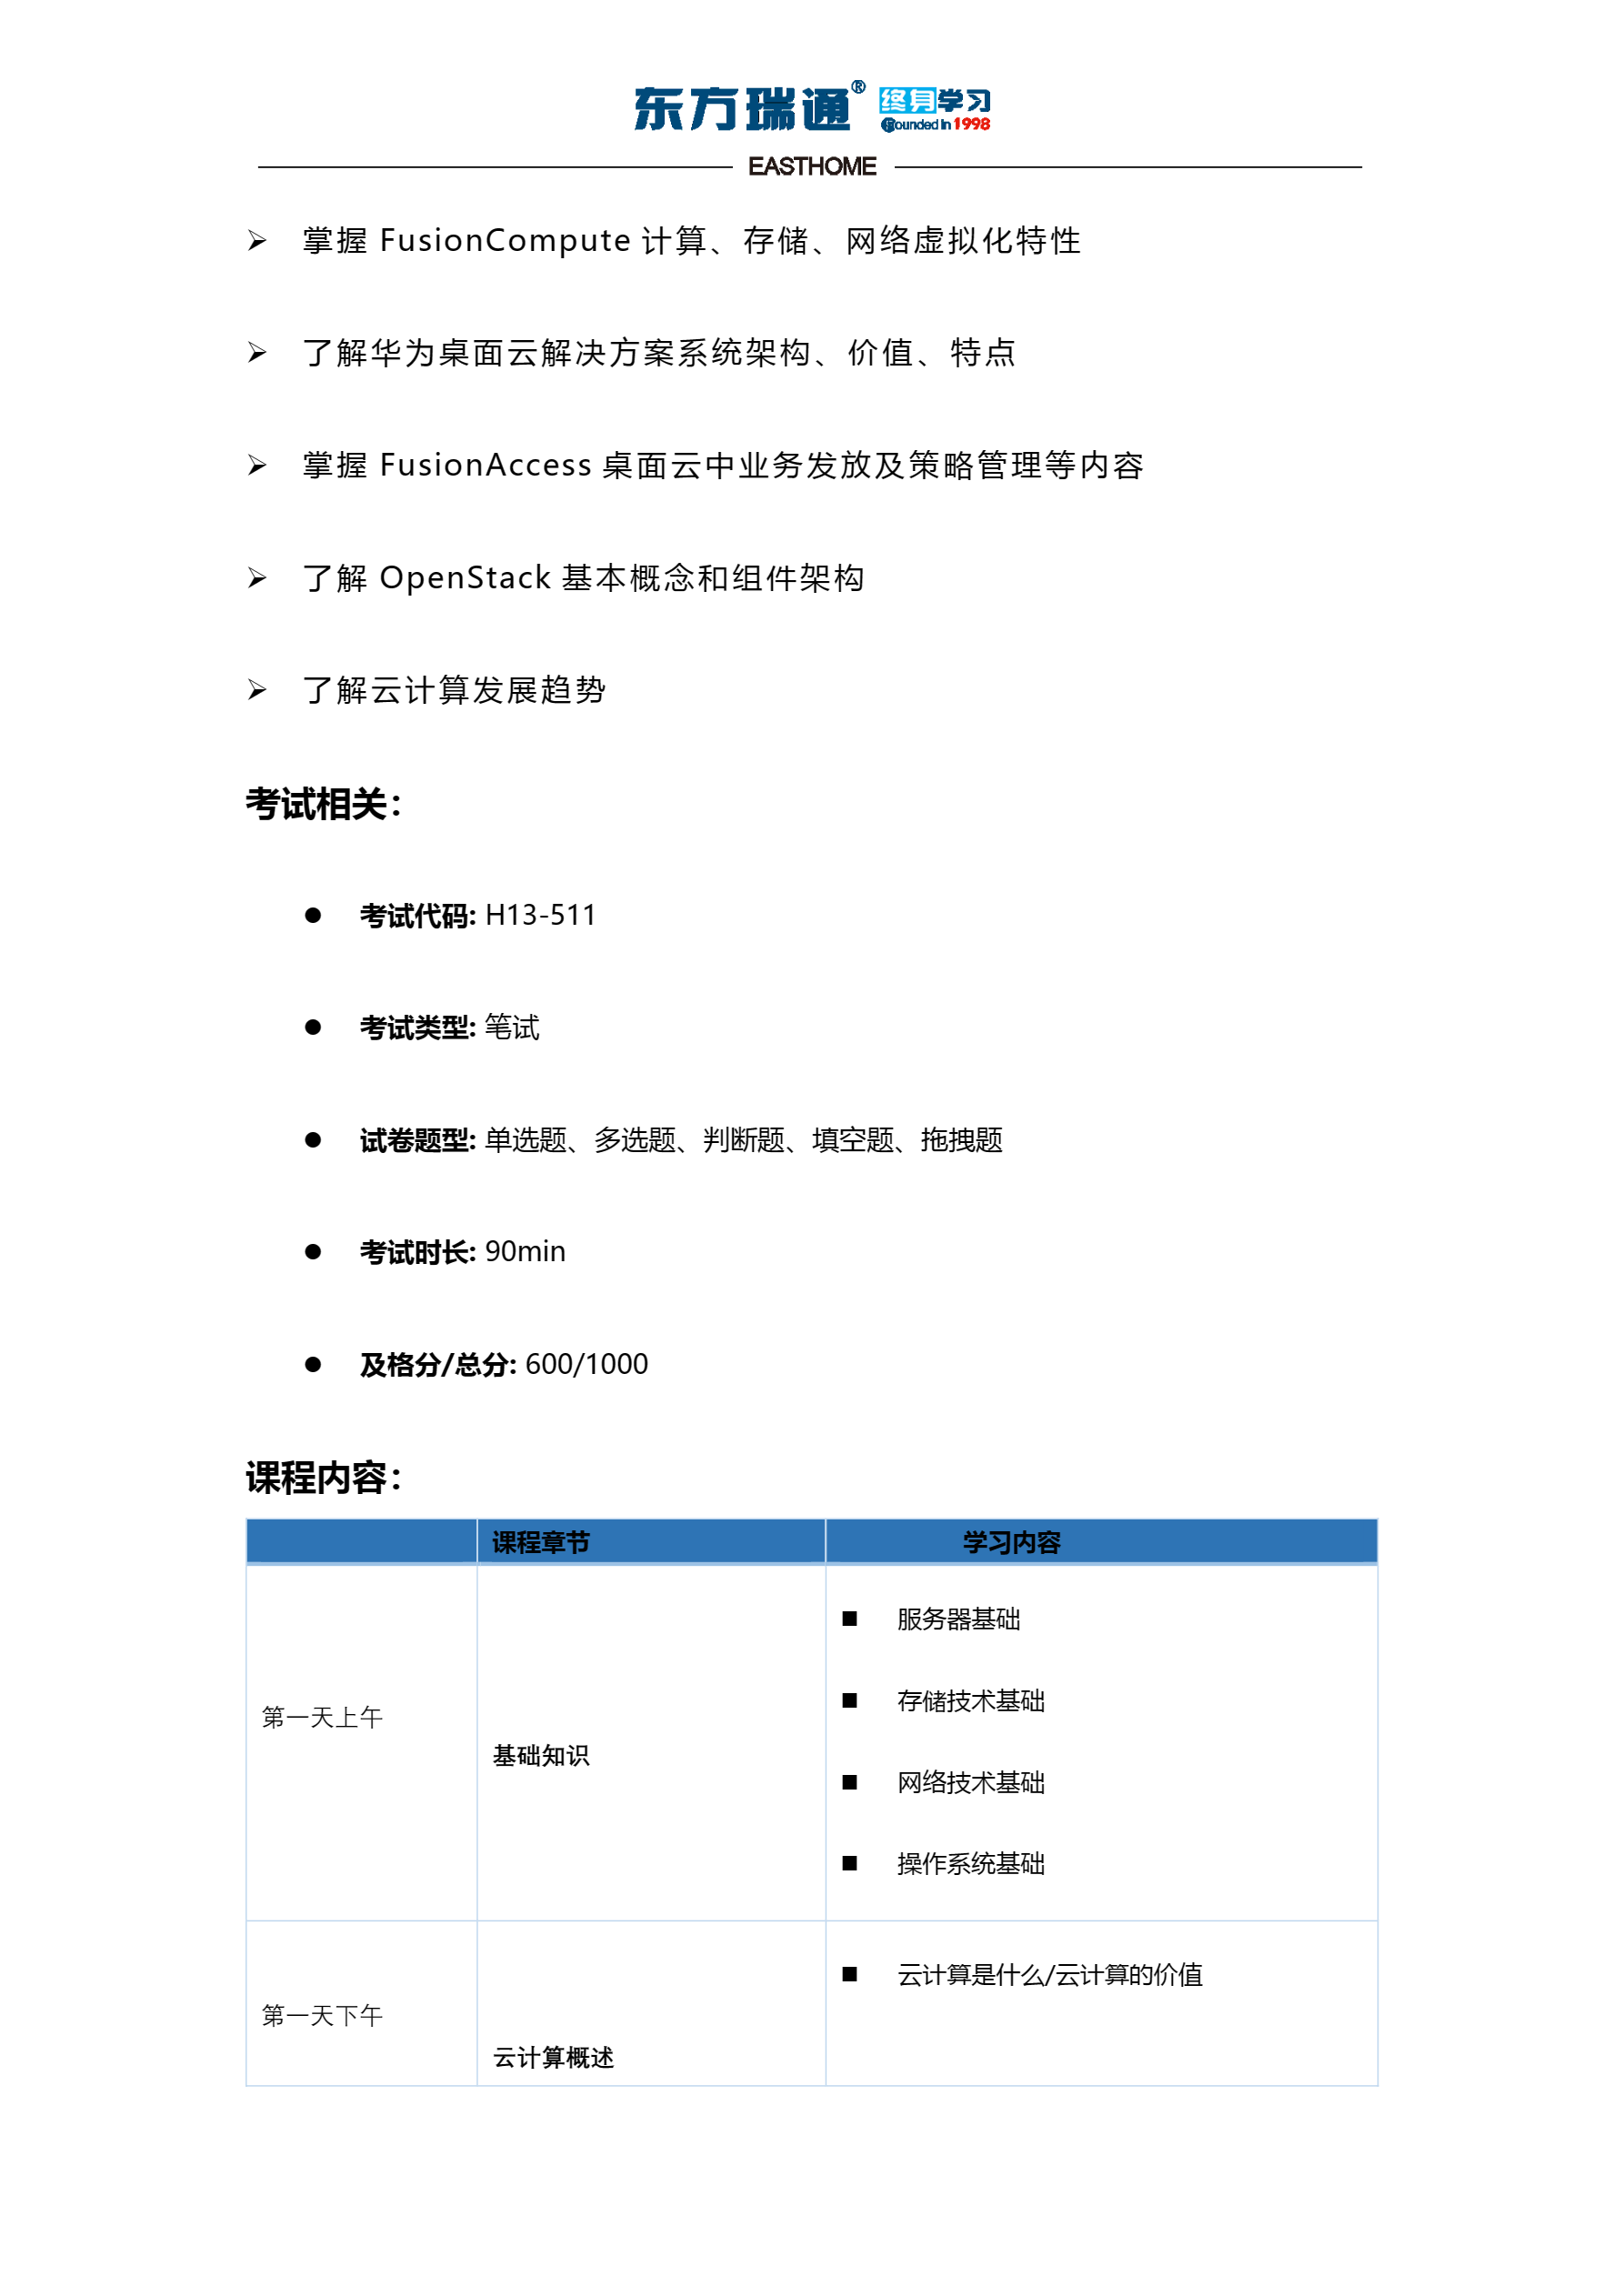 东方瑞通® 终身学习
Founded in 1998
EASTHOME
➢ 掌握 FusionCompute 计算、存储、网络虚拟化特性
➢ 了解华为桌面云解决方案系统架构、价值、特点
➢ 掌握 FusionAccess 桌面云中业务发放及策略管理等内容
➢ 了解 OpenStack 基本概念和组件架构
➢ 了解云计算发展趋势
考试相关：
● 考试代码: H13-511
● 考试类型: 笔试
● 试卷题型: 单选题、多选题、判断题、填空题、拖拽题
● 考试时长: 90min
● 及格分/总分: 600/1000
课程内容：
课程章节 学习内容
■ 服务器基础
■ 存储技术基础
第一天上午
基础知识
■ 网络技术基础
■ 操作系统基础
■ 云计算是什么/云计算的价值
第一天下午
云计算概述